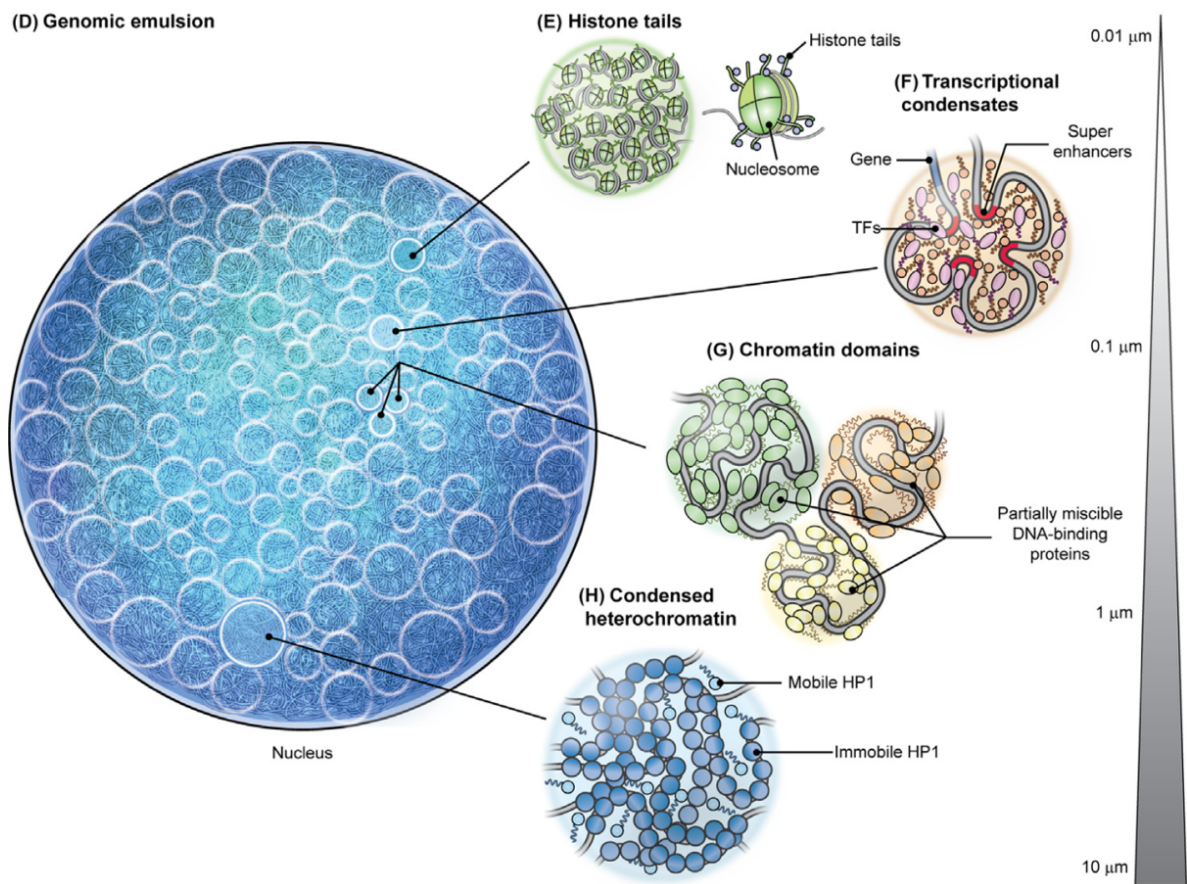 (D) Genomic emulsion
(E) Histone tails
Histone tails
Nucleosome
0.01 µm
(F) Transcriptional
condensates
Super
enhancers
Gene
TFs
0.1 µm
(G) Chromatin domains
Partially miscible
DNA-binding
proteins
(H) Condensed
heterochromatin
1 µm
Mobile HP1
Immobile HP1
Nucleus
10 µm